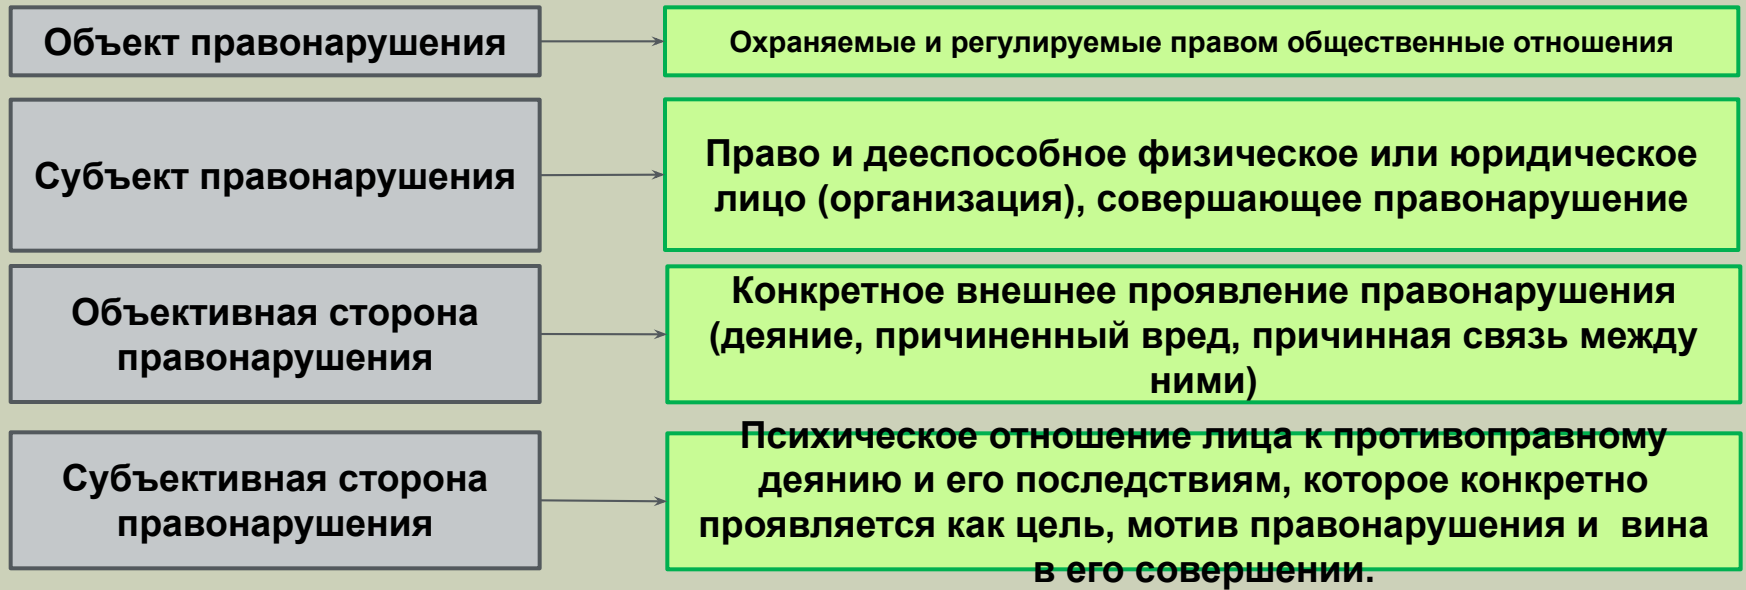 Объект правонарушения
Охраняемые и регулируемые правом общественные отношения
Субъект правонарушения
Право и дееспособное физическое или юридическое
лицо (организация), совершающее правонарушение
Объективная сторона
правонарушения
Конкретное внешнее проявление правонарушения
(деяние, причиненный вред, причинная связь между
ними)
Субъективная сторона
правонарушения
Психическое отношение лица к противоправному
деянию и его последствиям, которое конкретно
проявляется как цель, мотив правонарушения и  вина
в его совершении.